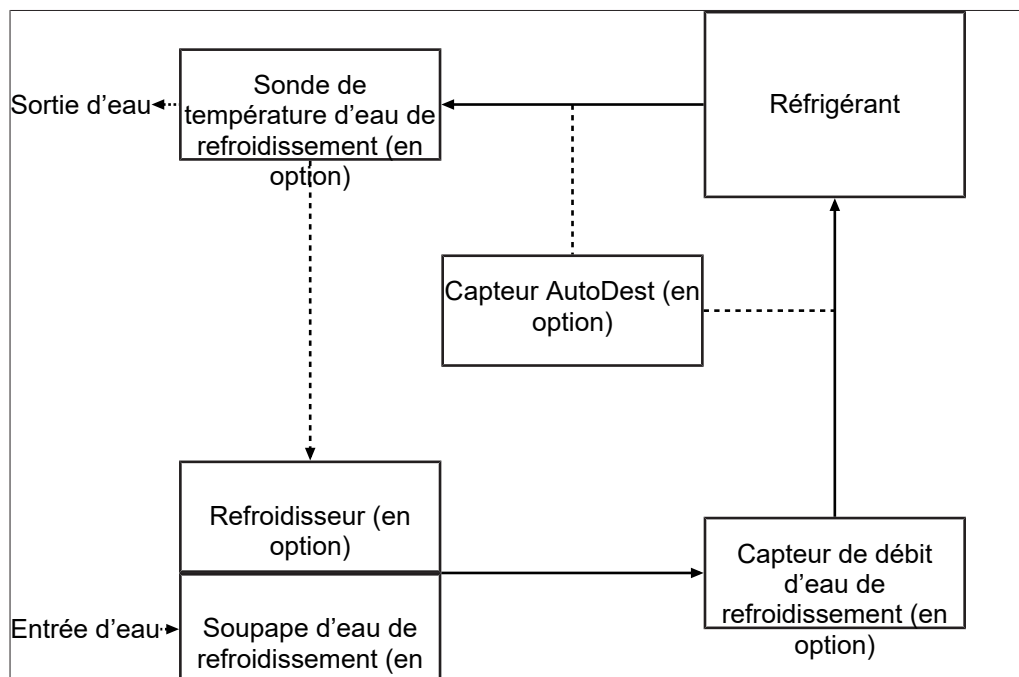 Sonde de
température d'eau de
refroidissement (en
option)
Sortie d'eau
Réfrigérant
Capteur AutoDest (en
option)
Refroidisseur (en
option)
Capteur de débit
d'eau de
refroidissement (en
option)
Entrée d'eau
Soupape d'eau de
refroidissement (en